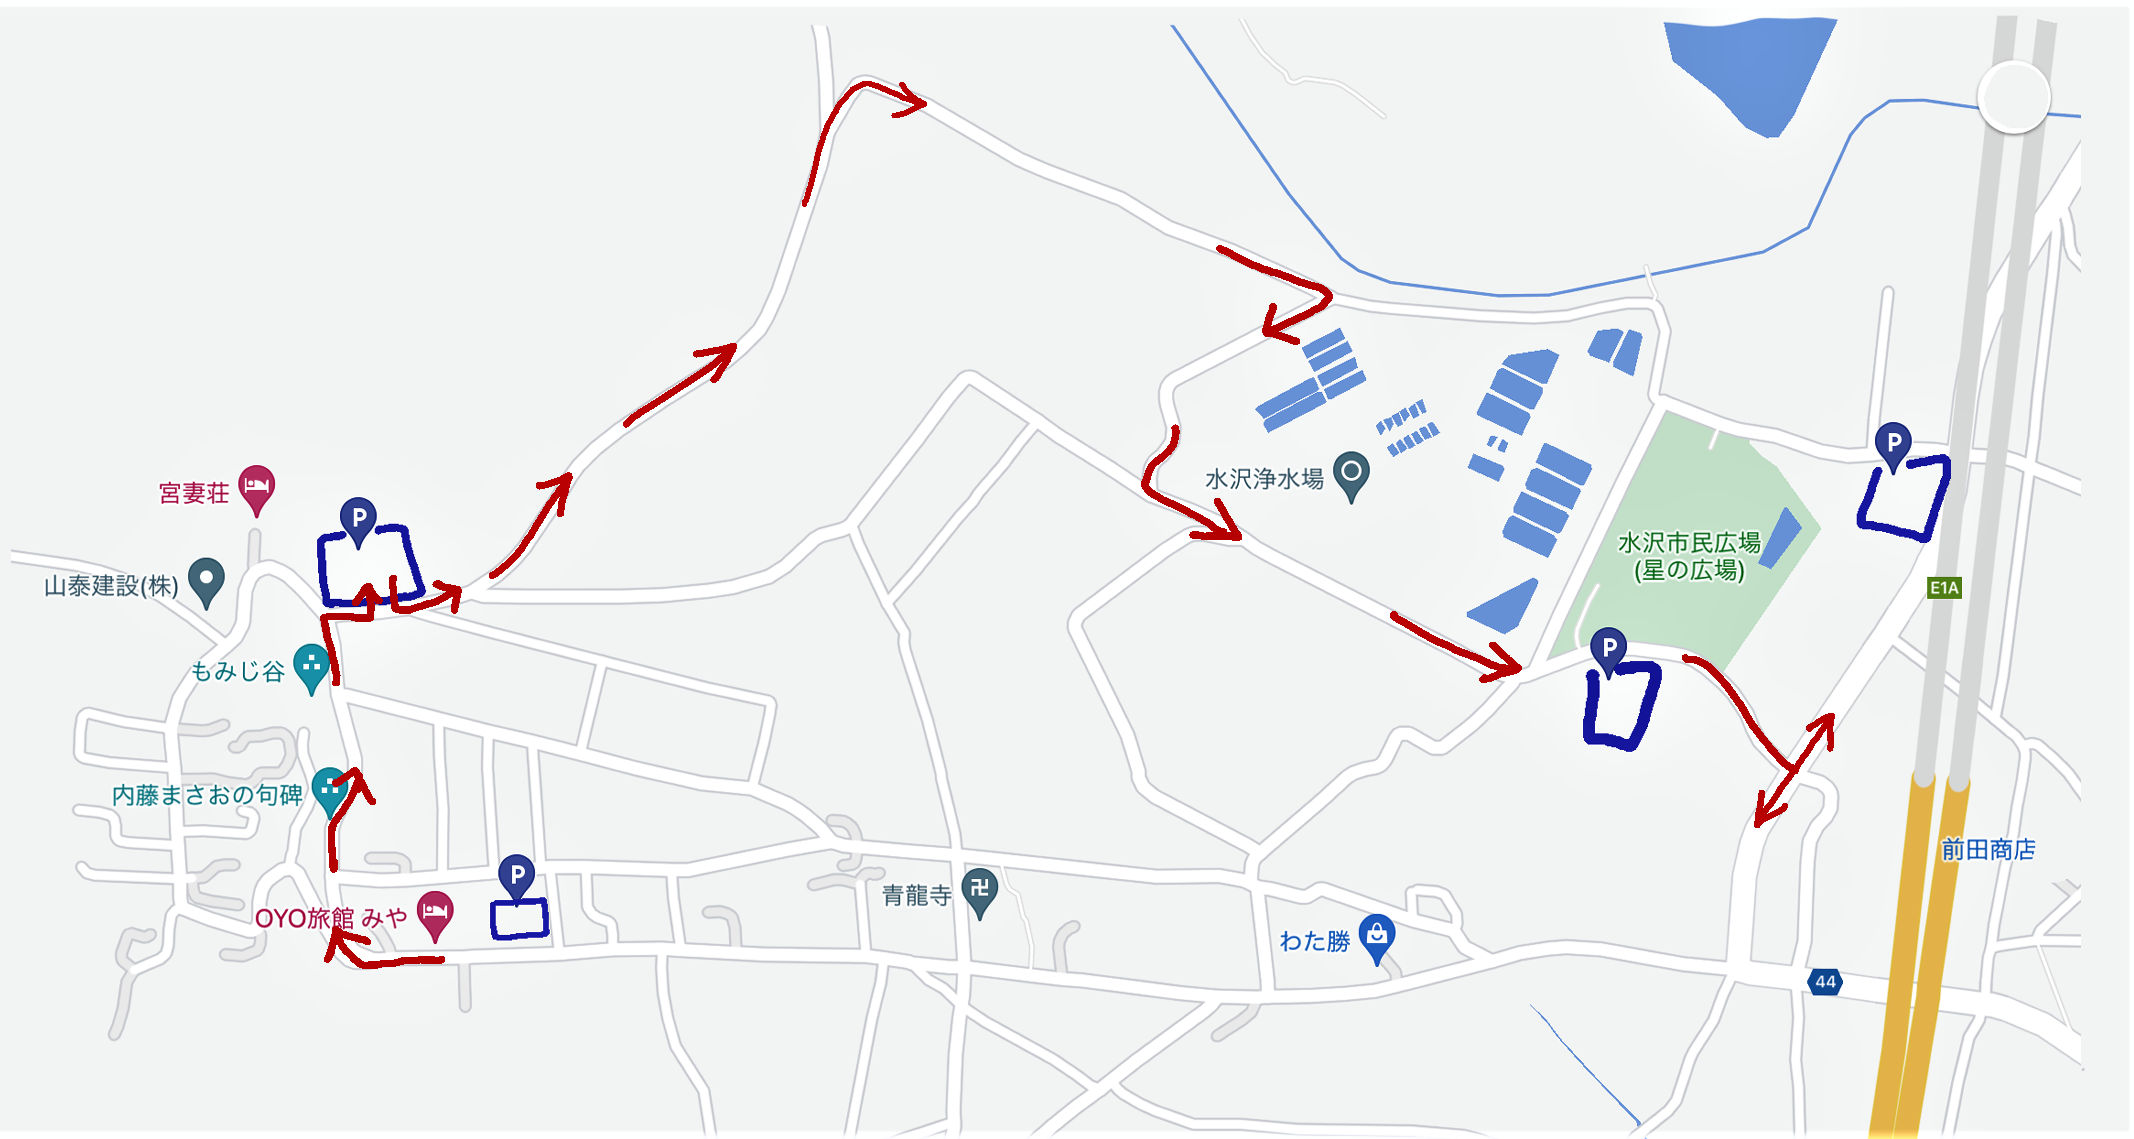 P
宮妻荘
P
水沢浄水場
P
水沢市民広場
(星の広場)
山泰建設(株)
E1A
もみじ谷
P
内藤まさおの句碑
前田商店
P
青龍寺
OYO旅館 みや
わた勝
44